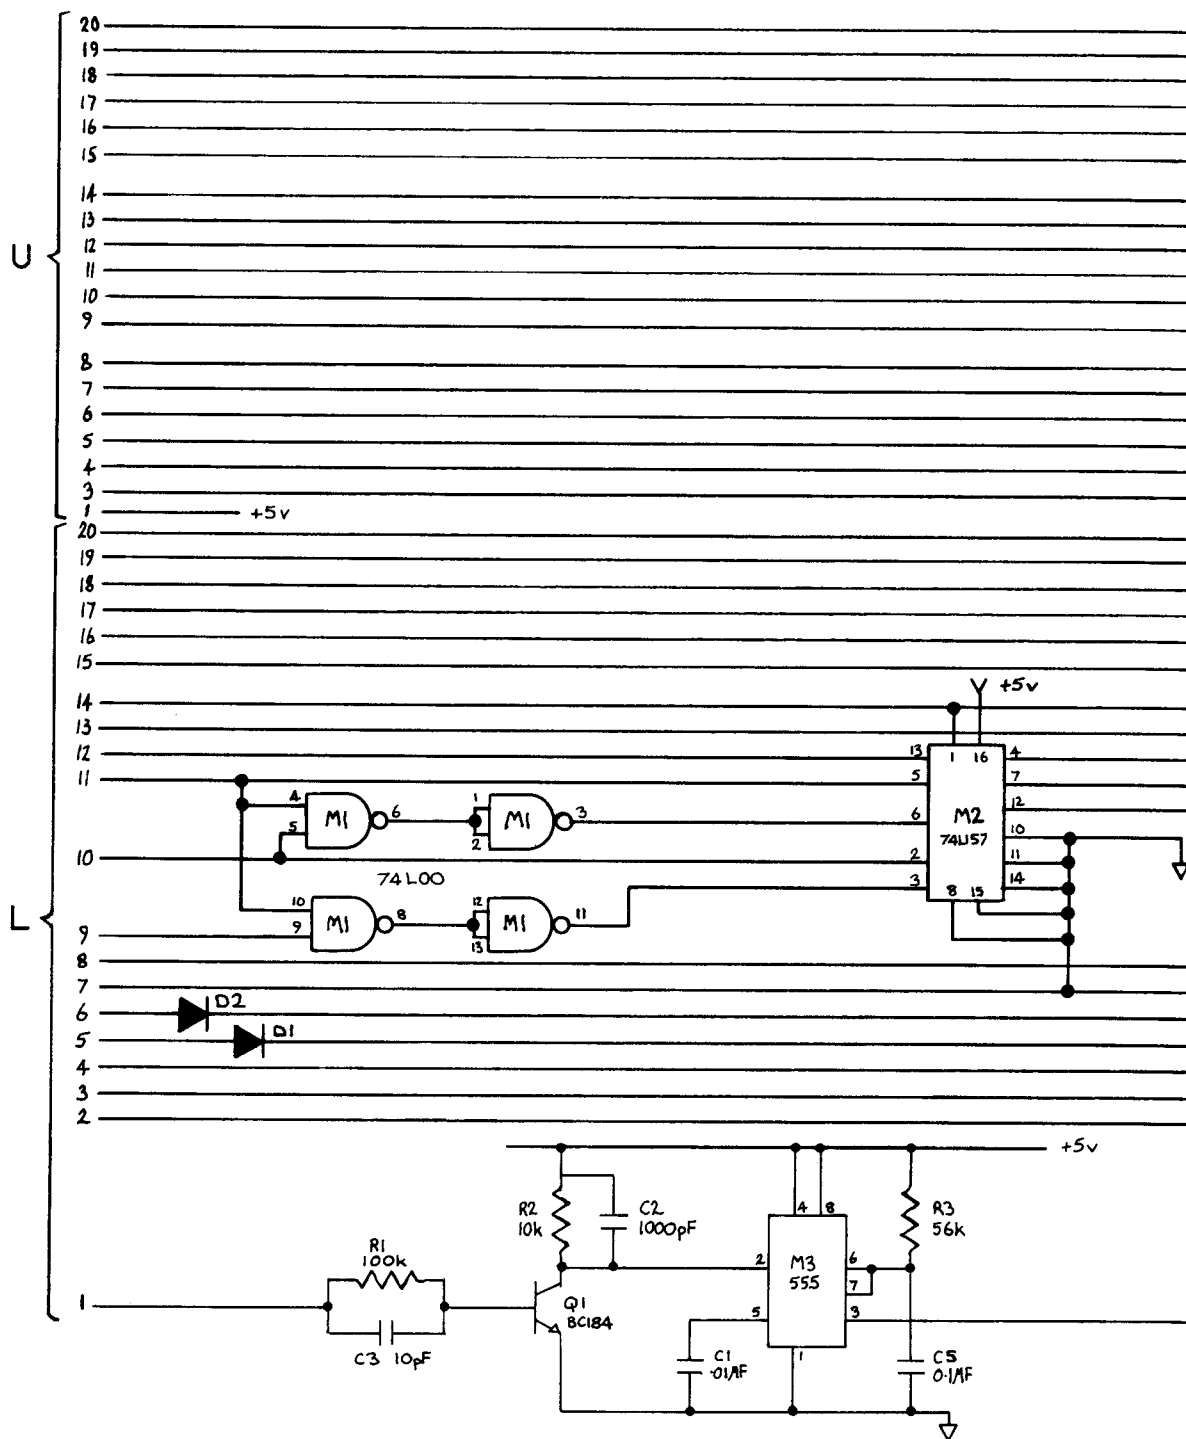 20
19
18
17
16
15
14
13
12
U
11
10
9
8
7
6
5
4
3
1 +5v
20
19
18
17
16
15
14 +5v
13
12 13 1 16 4
11 5 7
4 M1 6 1 2 M1 3 6 M2 12
5 74L57 10
10 2 11
74L00 3 8 15 14
L
10 9 M1 8 12 13 M1 11
9
8
7
6 D2
5 D1
4
3
2
+5v
R2 10k
C2 1000pF
4 8
R3 56k
R1 100k
2 M3 555 6 7
1
Q1 BC184
5 3
C3 10pF
C1 .01µF
1
C5 0.1µF